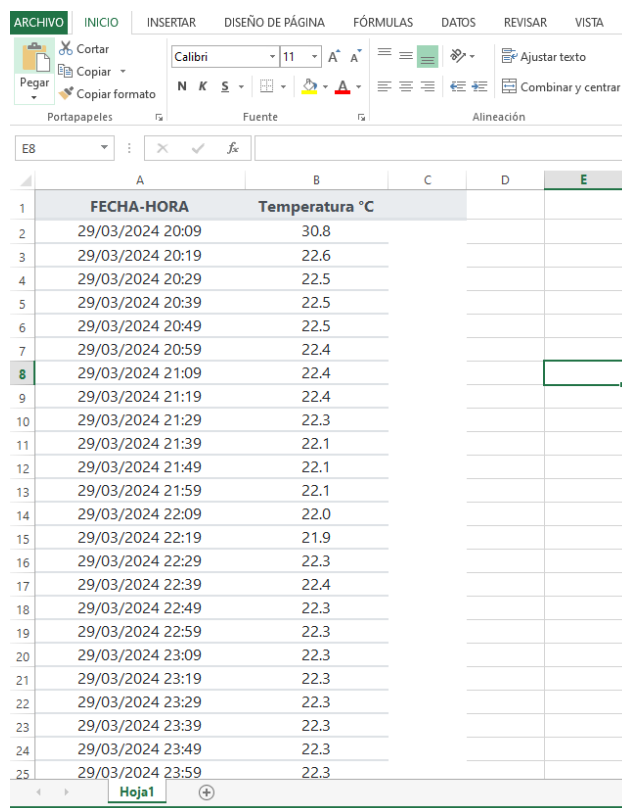 ARCHIVO INICIO INSERTAR DISEÑO DE PÁGINA FÓRMULAS DATOS REVISAR VISTA
Cortar Calibri 11 A A Ajustar texto
Pegar Copiar N K S A Combinar y centrar
Copiar formato
Portapapeles Fuente Alineación
E8 fx
A B C D E
1 FECHA-HORA Temperatura °C
2 29/03/2024 20:09 30.8
3 29/03/2024 20:19 22.6
4 29/03/2024 20:29 22.5
5 29/03/2024 20:39 22.5
6 29/03/2024 20:49 22.5
7 29/03/2024 20:59 22.4
8 29/03/2024 21:09 22.4
9 29/03/2024 21:19 22.4
10 29/03/2024 21:29 22.3
11 29/03/2024 21:39 22.1
12 29/03/2024 21:49 22.1
13 29/03/2024 21:59 22.1
14 29/03/2024 22:09 22.0
15 29/03/2024 22:19 21.9
16 29/03/2024 22:29 22.3
17 29/03/2024 22:39 22.4
18 29/03/2024 22:49 22.3
19 29/03/2024 22:59 22.3
20 29/03/2024 23:09 22.3
21 29/03/2024 23:19 22.3
22 29/03/2024 23:29 22.3
23 29/03/2024 23:39 22.3
24 29/03/2024 23:49 22.3
25 29/03/2024 23:59 22.3
Hoja1